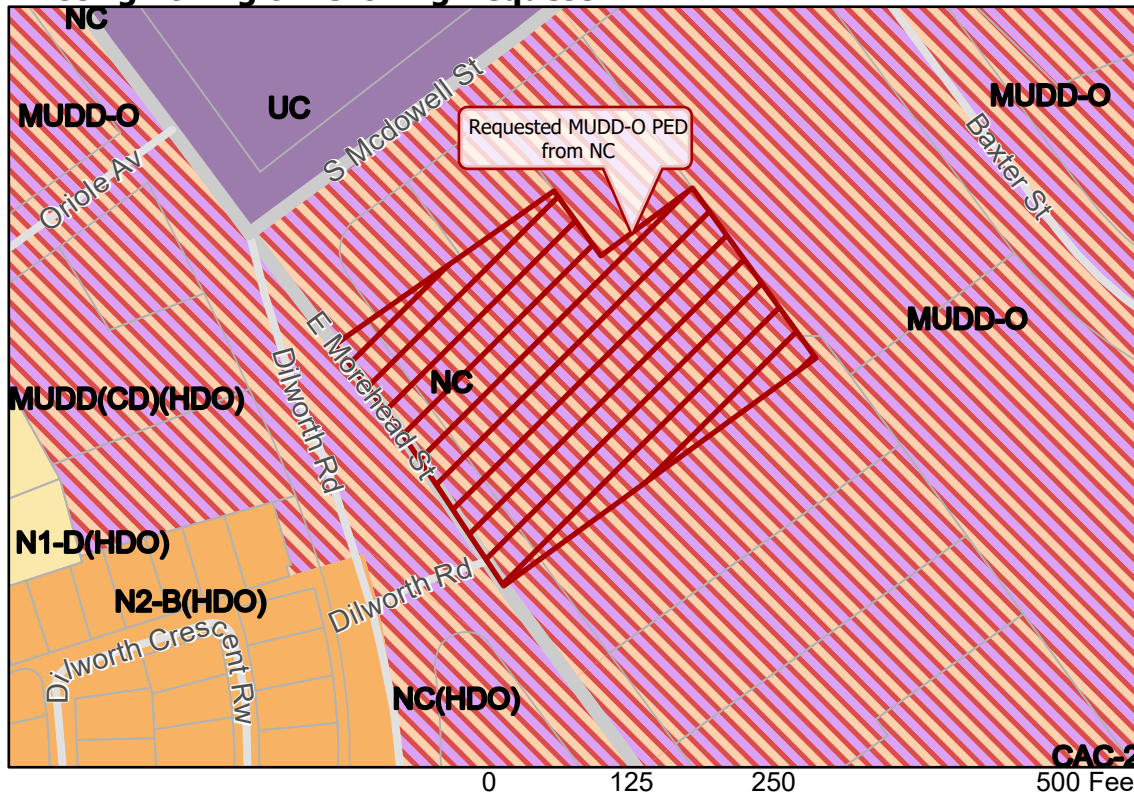 NC
UC
MUDD-O
S Mcdowell St
Oriole Av
Requested MUDD-O PED
from NC
MUDD-O
Baxter St
MUDD-O
E Morehead St
NC
Dilworth Rd
MUDD(CD)(HDO)
N1-D(HDO)
N2-B(HDO)
Dilworth Rd
Dilworth Crescent Rw
NC(HDO)
CAC-2
0 125 250 500 Fee